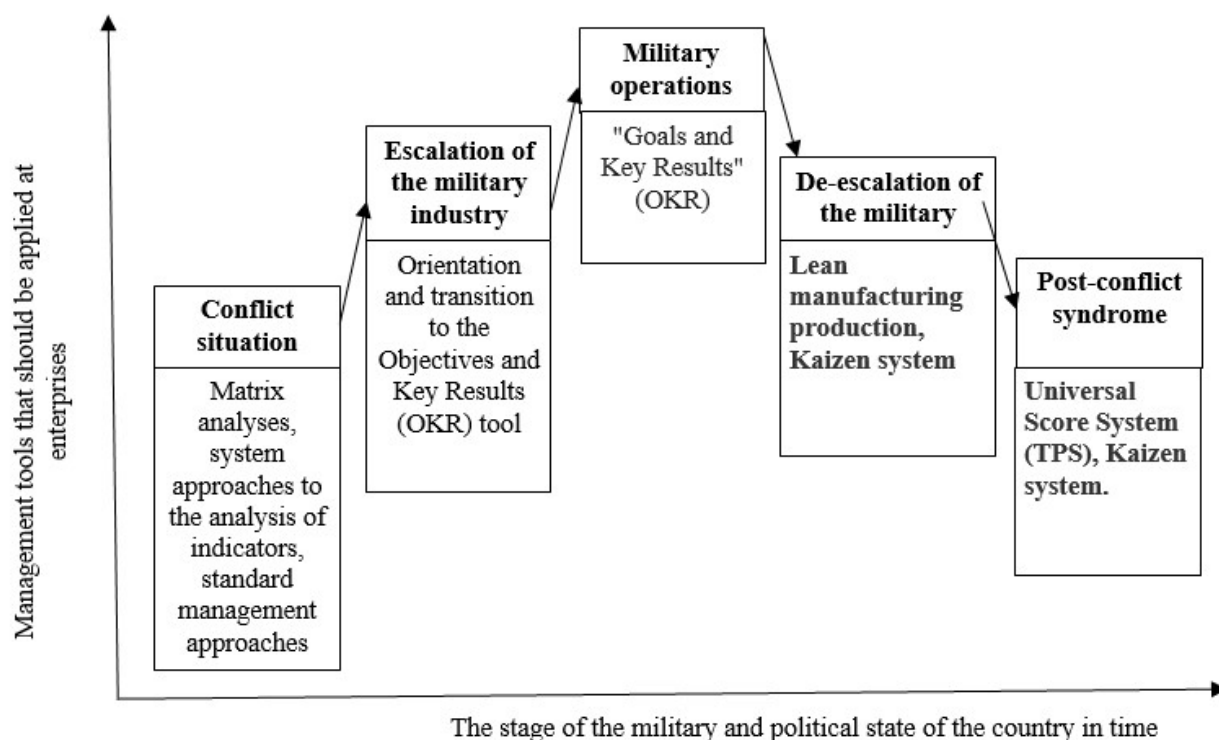 Management tools that should be applied at
enterprises
Conflict
situation
Matrix
analyses,
system
approaches to
the analysis of
indicators,
standard
management
approaches
Escalation of
the military
industry
Orientation
and transition
to the
Objectives and
Key Results
(OKR) tool
Military
operations
"Goals and
Key Results"
(OKR)
De-escalation of
the military
Lean
manufacturing
production,
Kaizen system
Post-conflict
syndrome
Universal
Score System
(TPS), Kaizen
system.
The stage of the military and political state of the country in time